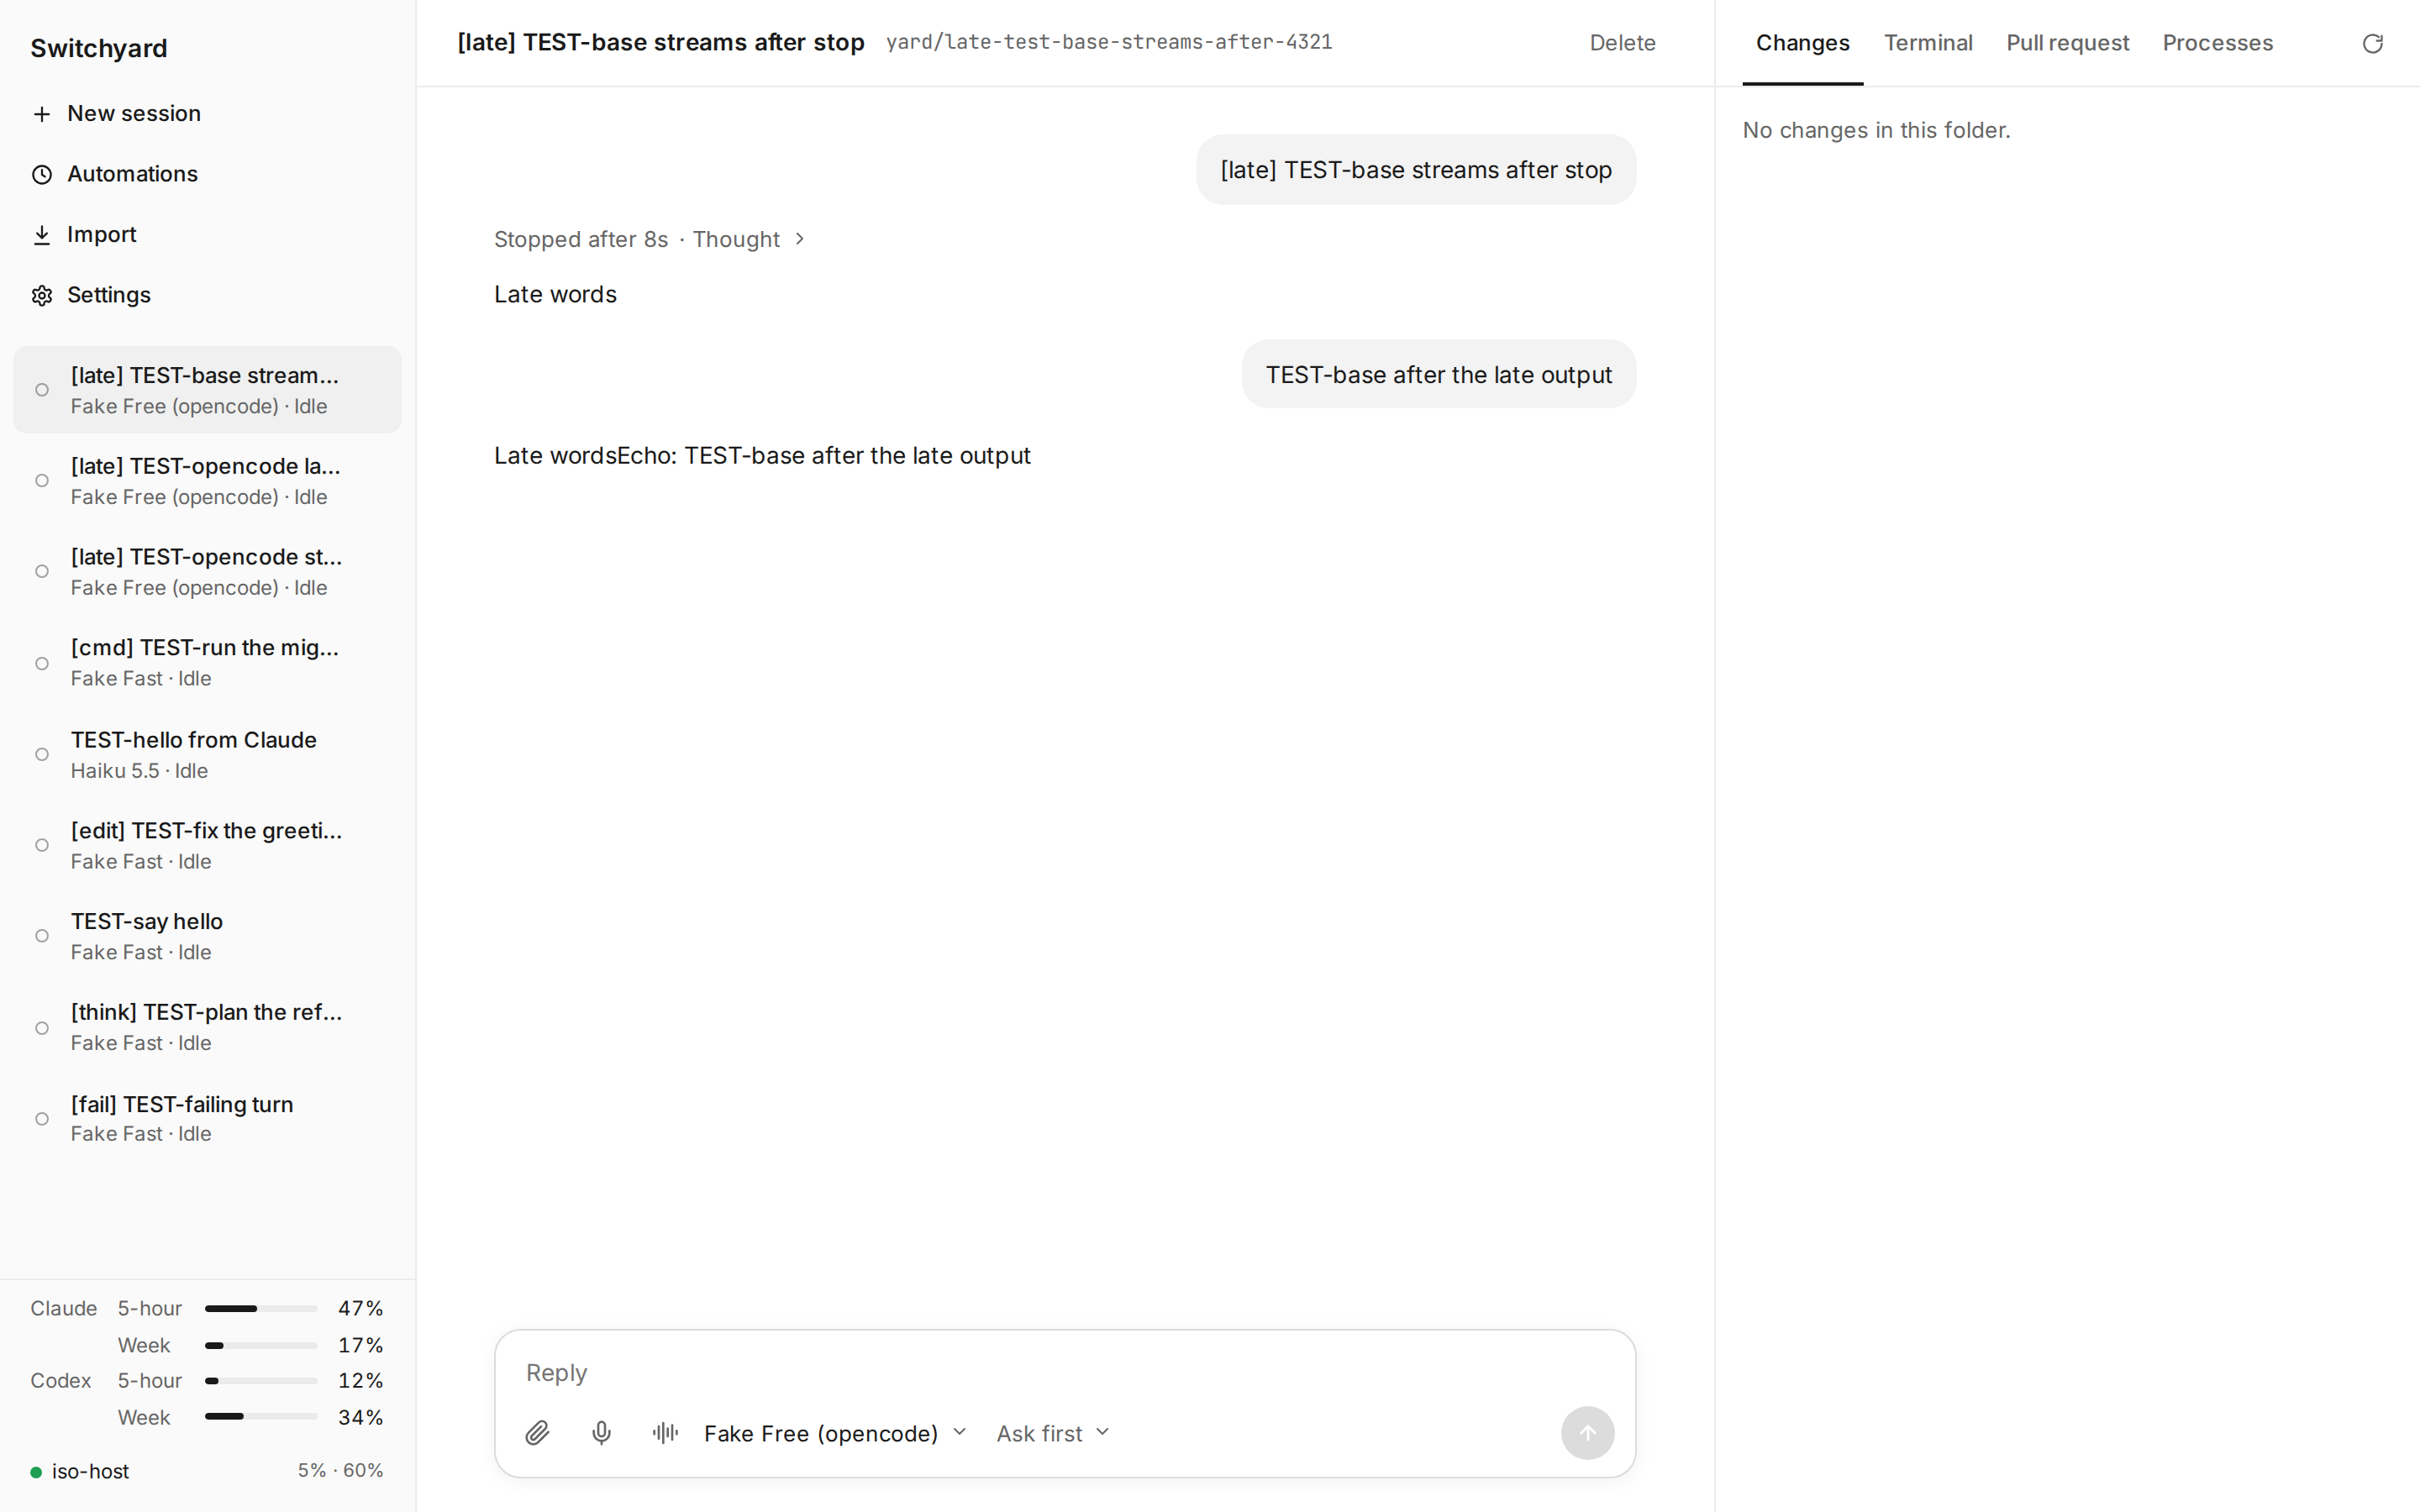 Switchyard
New session
Automations
Import
Settings
[late] TEST-base stream...
Fake Free (opencode) · Idle
[late] TEST-opencode la...
Fake Free (opencode) · Idle
[late] TEST-opencode st...
Fake Free (opencode) · Idle
[cmd] TEST-run the mig...
Fake Fast · Idle
TEST-hello from Claude
Haiku 5.5 · Idle
[edit] TEST-fix the greeti...
Fake Fast · Idle
TEST-say hello
Fake Fast · Idle
[think] TEST-plan the ref...
Fake Fast · Idle
[fail] TEST-failing turn
Fake Fast · Idle
Claude 5-hour 47%
Week 17%
Codex 5-hour 12%
Week 34%
iso-host 5% · 60%
[late] TEST-base streams after stop yard/late-test-base-streams-after-4321 Delete
[late] TEST-base streams after stop
Stopped after 8s · Thought
Late words
TEST-base after the late output
Late wordsEcho: TEST-base after the late output
Reply
Fake Free (opencode) Ask first
Changes Terminal Pull request Processes
No changes in this folder.